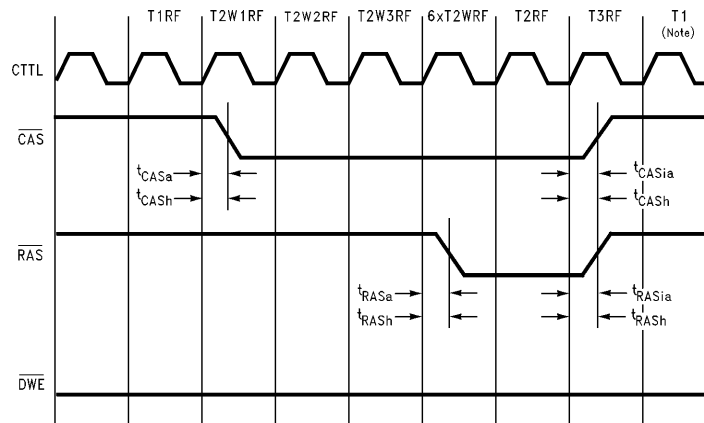 T1RF T2W1RF T2W2RF T2W3RF 6xT2WRF T2RF T3RF T1
(Note)
CTTL
CAS
tCASa tCASia
tCASh tCASh
RAS
tRASa tRASia
tRASh tRASh
DWE